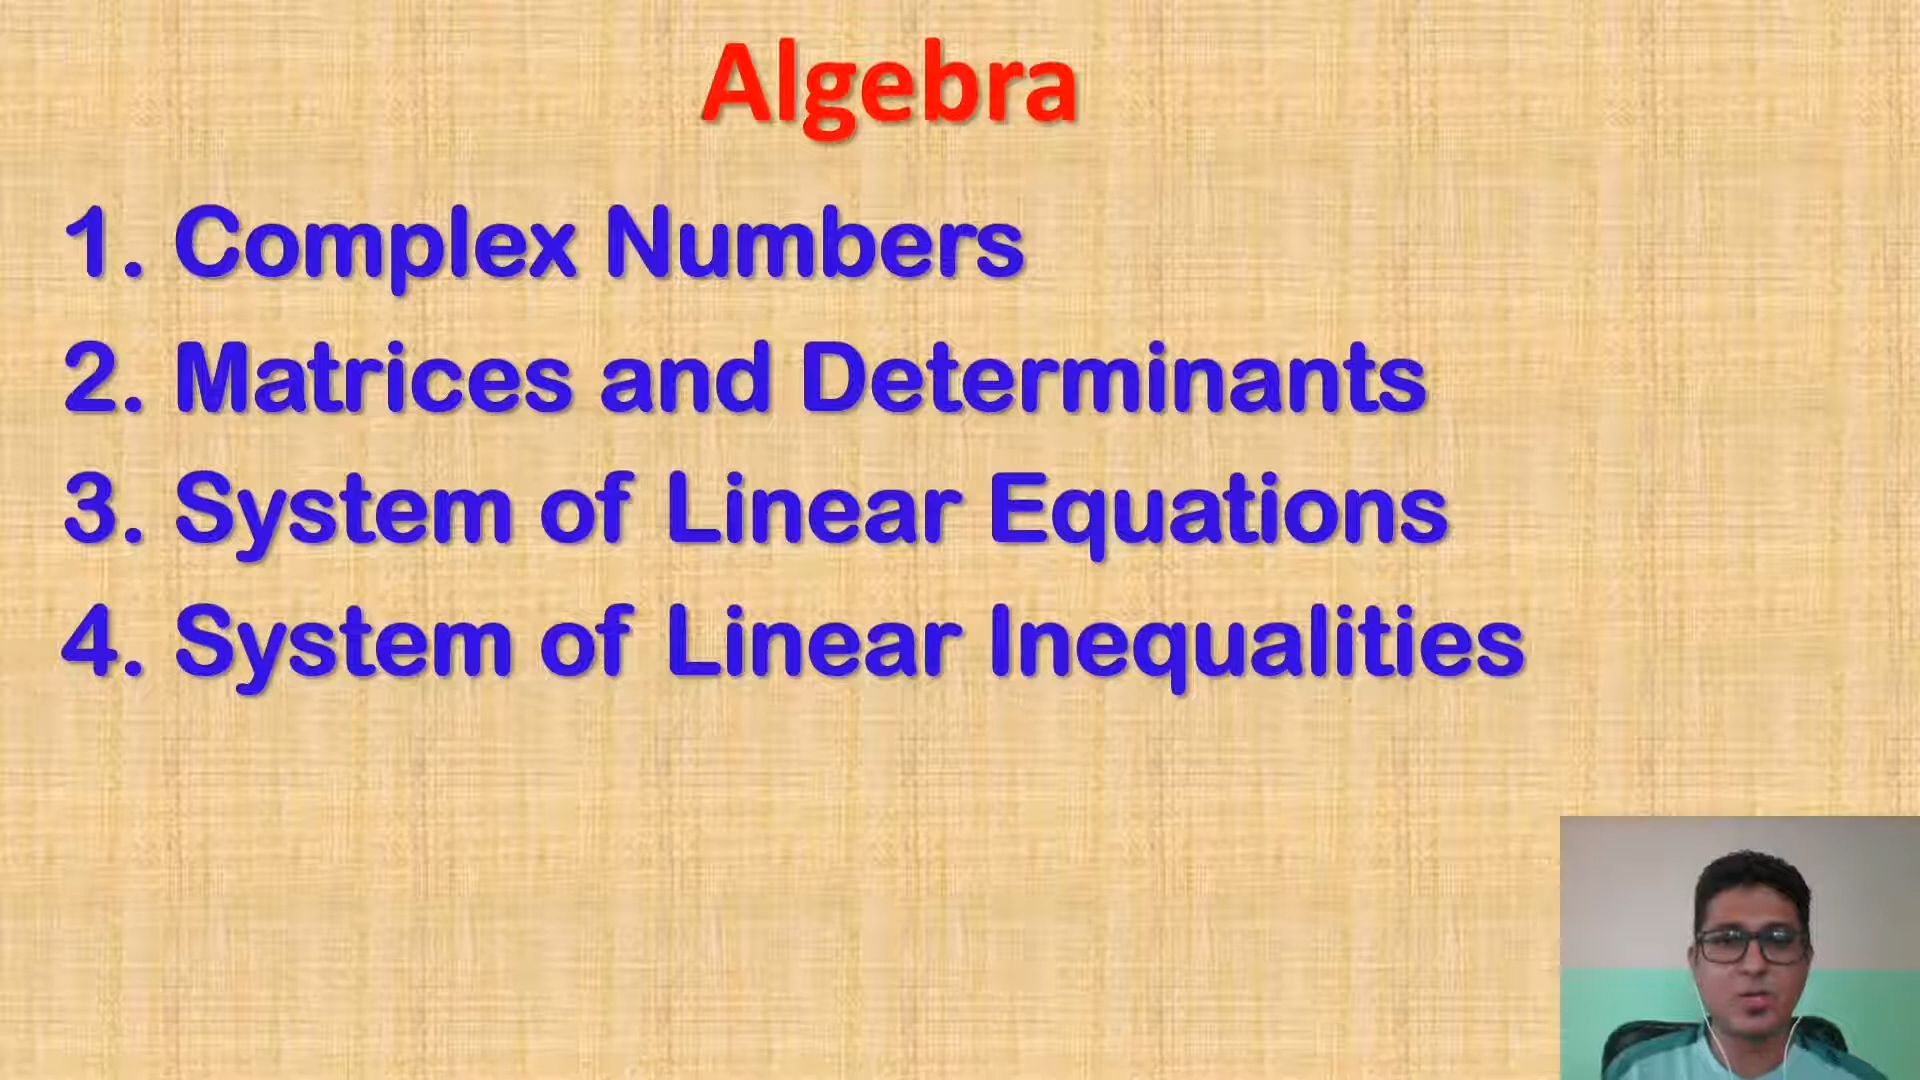 Algebra
1. Complex Numbers
2. Matrices and Determinants
3. System of Linear Equations
4. System of Linear Inequalities